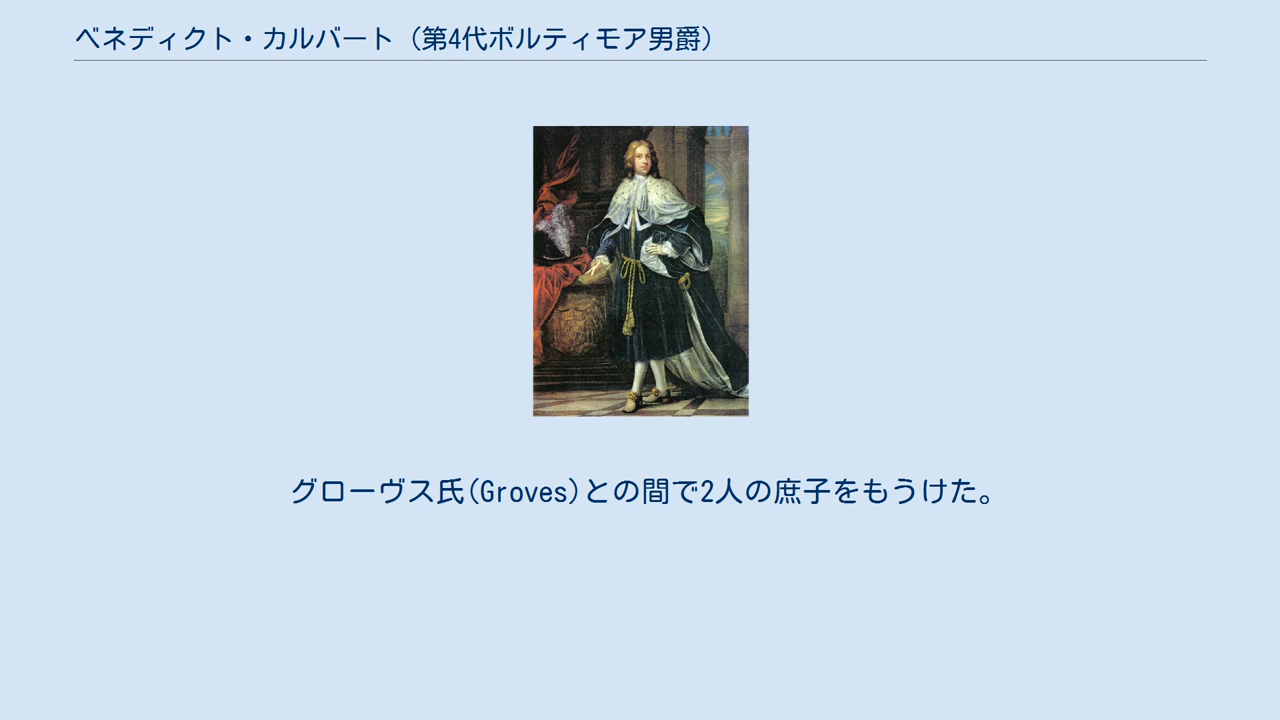 ベネディクト・カルバート（第4代ボルティモア男爵）
グローヴス氏(Groves)との間で2人の庶子をもうけた。